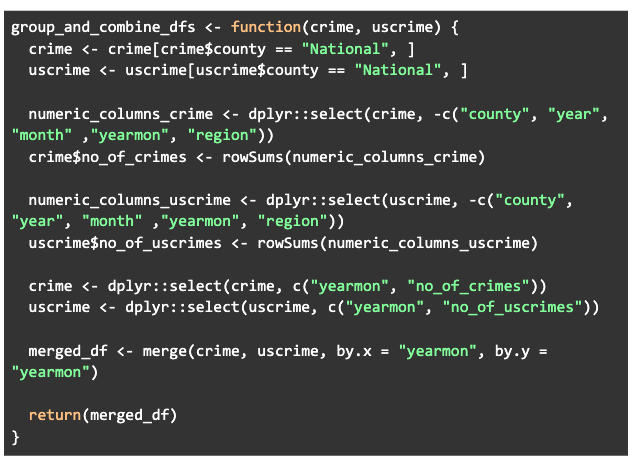 group_and_combine_dfs <- function(crime, uscrime) {
  crime <- crime[crime$county == "National", ]
  uscrime <- uscrime[uscrime$county == "National", ]

  numeric_columns_crime <- dplyr::select(crime, -c("county", "year",
"month" ,"yearmon", "region"))
  crime$no_of_crimes <- rowSums(numeric_columns_crime)

  numeric_columns_uscrime <- dplyr::select(uscrime, -c("county",
"year", "month" ,"yearmon", "region"))
  uscrime$no_of_uscrimes <- rowSums(numeric_columns_uscrime)

  crime <- dplyr::select(crime, c("yearmon", "no_of_crimes"))
  uscrime <- dplyr::select(uscrime, c("yearmon", "no_of_uscrimes"))

  merged_df <- merge(crime, uscrime, by.x = "yearmon", by.y =
"yearmon")

  return(merged_df)
}